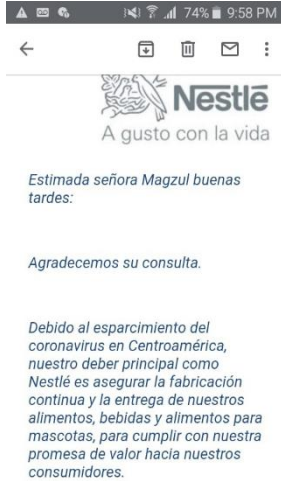 74% 9:58 PM
Nestlé
A gusto con la vida
Estimada señora Magzul buenas
tardes:
Agradecemos su consulta.
Debido al esparcimiento del
coronavirus en Centroamérica,
nuestro deber principal como
Nestlé es asegurar la fabricación
continua y la entrega de nuestros
alimentos, bebidas y alimentos para
mascotas, para cumplir con nuestra
promesa de valor hacia nuestros
consumidores.